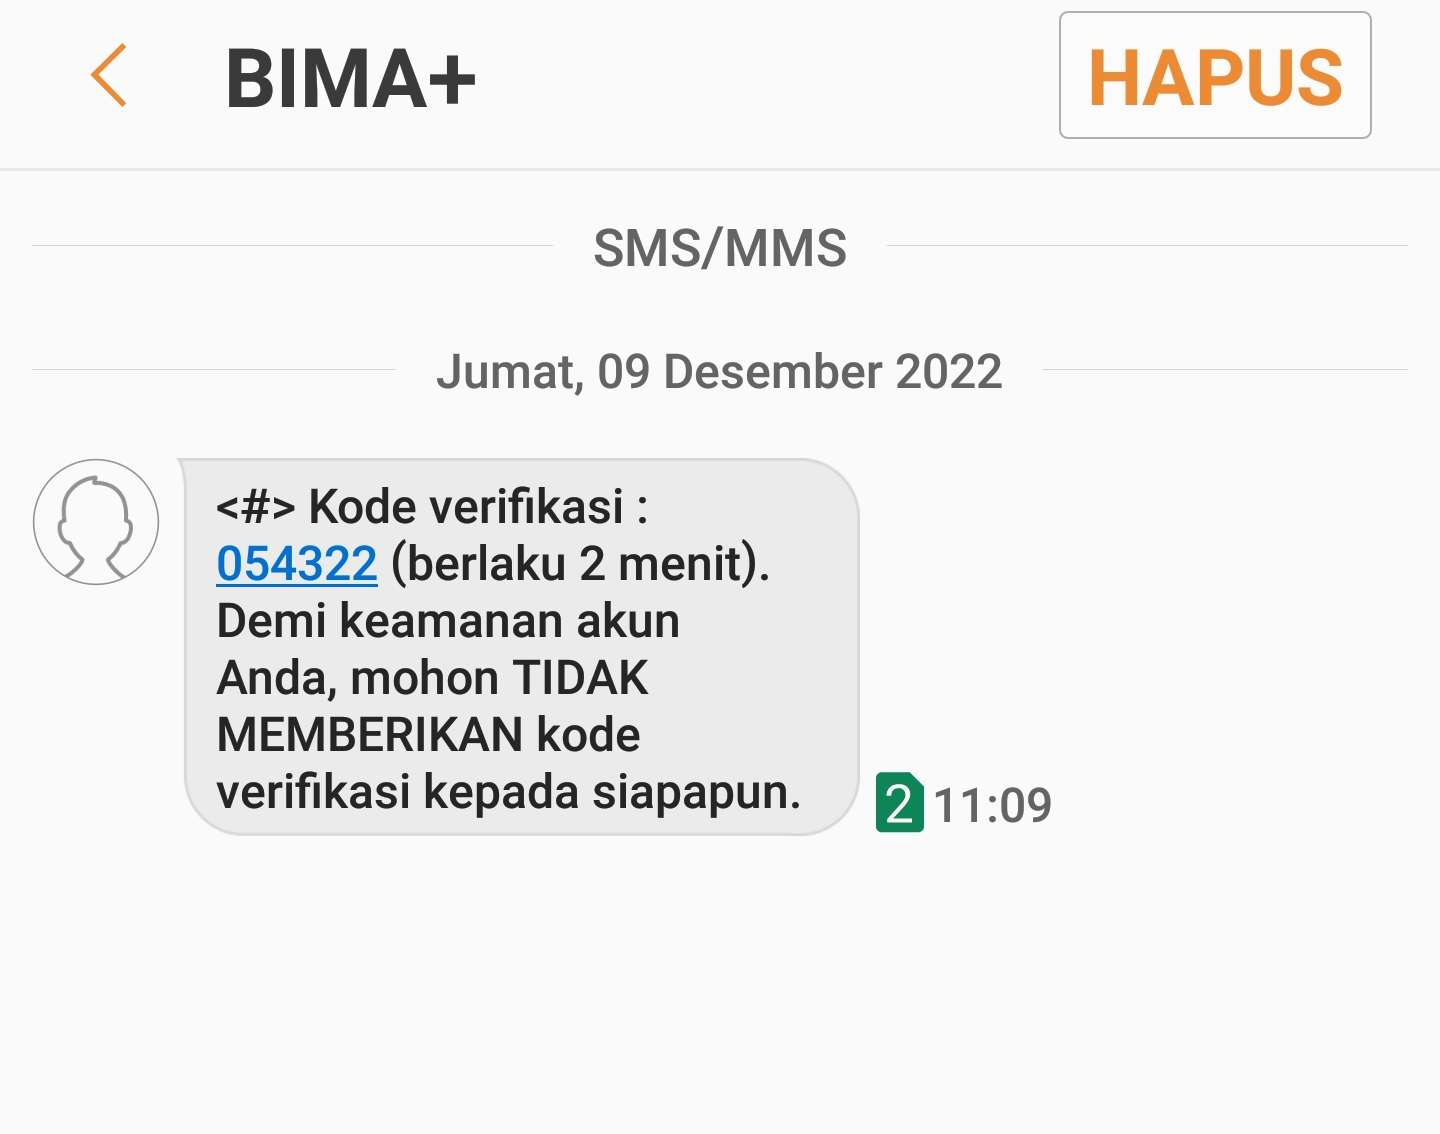 BIMA+
HAPUS
SMS/MMS
Jumat, 09 Desember 2022
<#> Kode verifikasi :
054322 (berlaku 2 menit).
Demi keamanan akun
Anda, mohon TIDAK
MEMBERIKAN kode
verifikasi kepada siapapun.
2 11:09